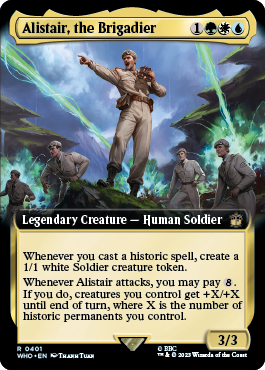 Alistair, the Brigadier
1
Legendary Creature — Human Soldier
Whenever you cast a historic spell, create a
1/1 white Soldier creature token.
Whenever Alistair attacks, you may pay 8.
If you do, creatures you control get +X/+X
until end of turn, where X is the number of
historic permanents you control.
3/3
R 0401
WHO • EN Thanh Tuan
© BBC
™ & © 2023 Wizards of the Coast